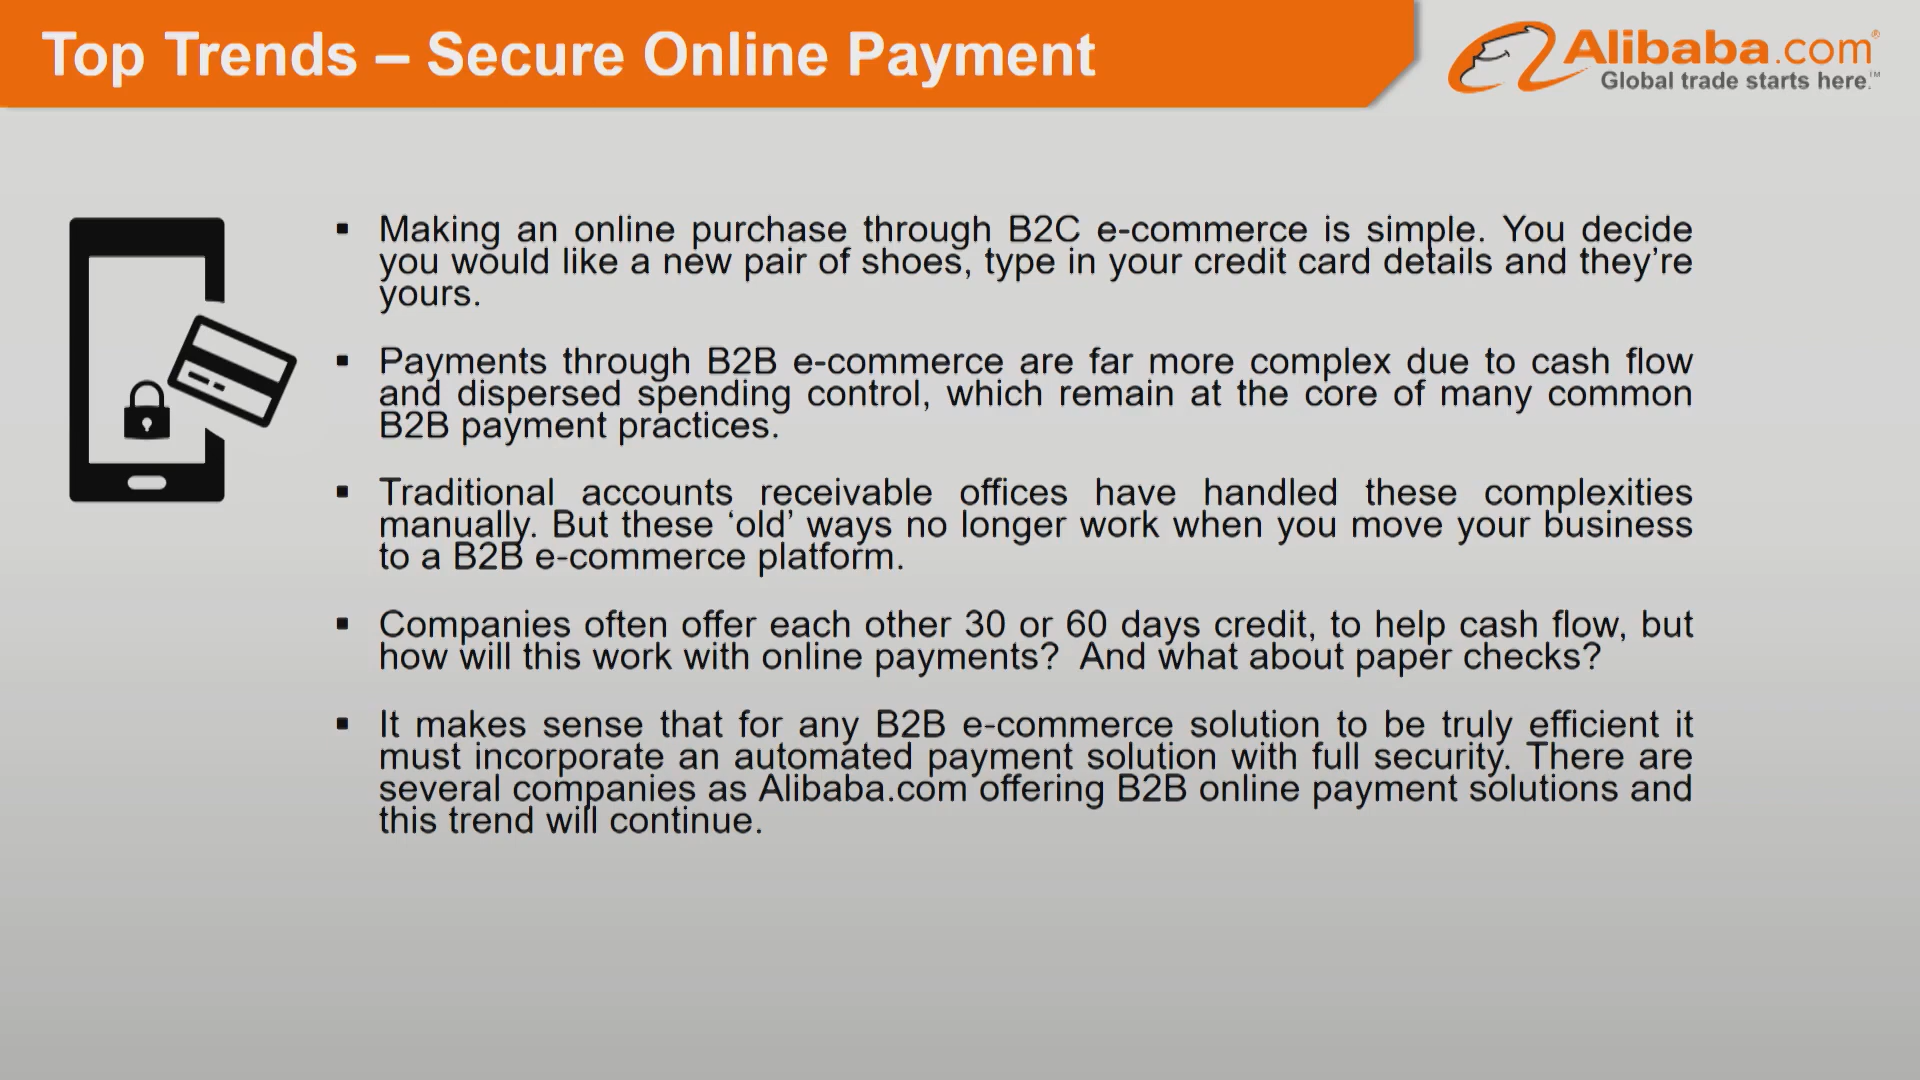 Top Trends – Secure Online Payment
Alibaba.com®
Global trade starts here.™
▪ Making an online purchase through B2C e-commerce is simple. You decide
you would like a new pair of shoes, type in your credit card details and they’re
yours.
▪ Payments through B2B e-commerce are far more complex due to cash flow
and dispersed spending control, which remain at the core of many common
B2B payment practices.
▪ Traditional accounts receivable offices have handled these complexities
manually. But these ‘old’ ways no longer work when you move your business
to a B2B e-commerce platform.
▪ Companies often offer each other 30 or 60 days credit, to help cash flow, but
how will this work with online payments?  And what about paper checks?
▪ It makes sense that for any B2B e-commerce solution to be truly efficient it
must incorporate an automated payment solution with full security. There are
several companies as Alibaba.com offering B2B online payment solutions and
this trend will continue.